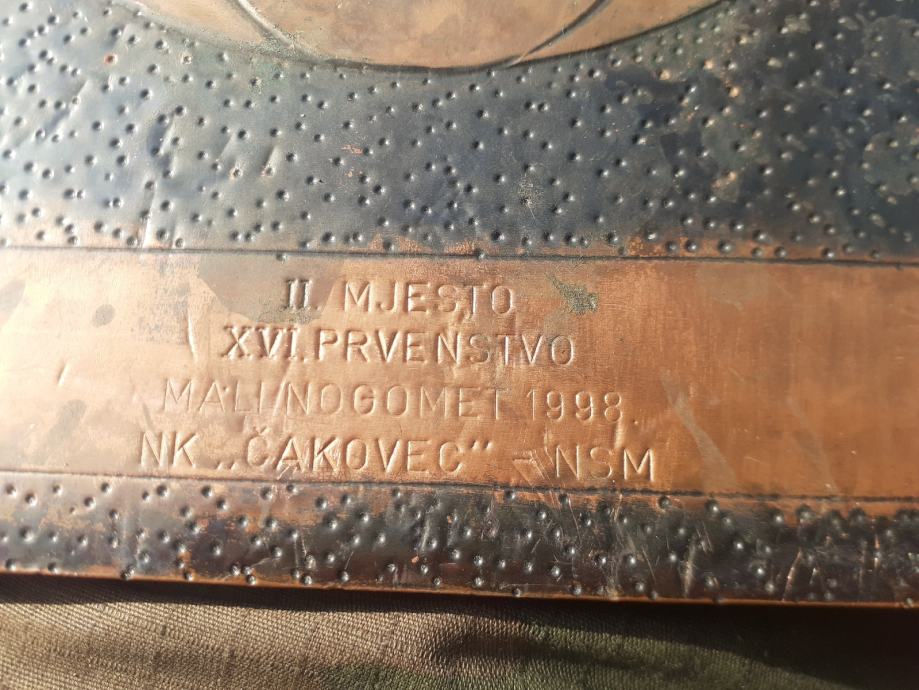 II. MJESTO
XVI. PRVENSTVO
MALI NOGOMET 1998.
NK „ČAKOVEC“ - NSM